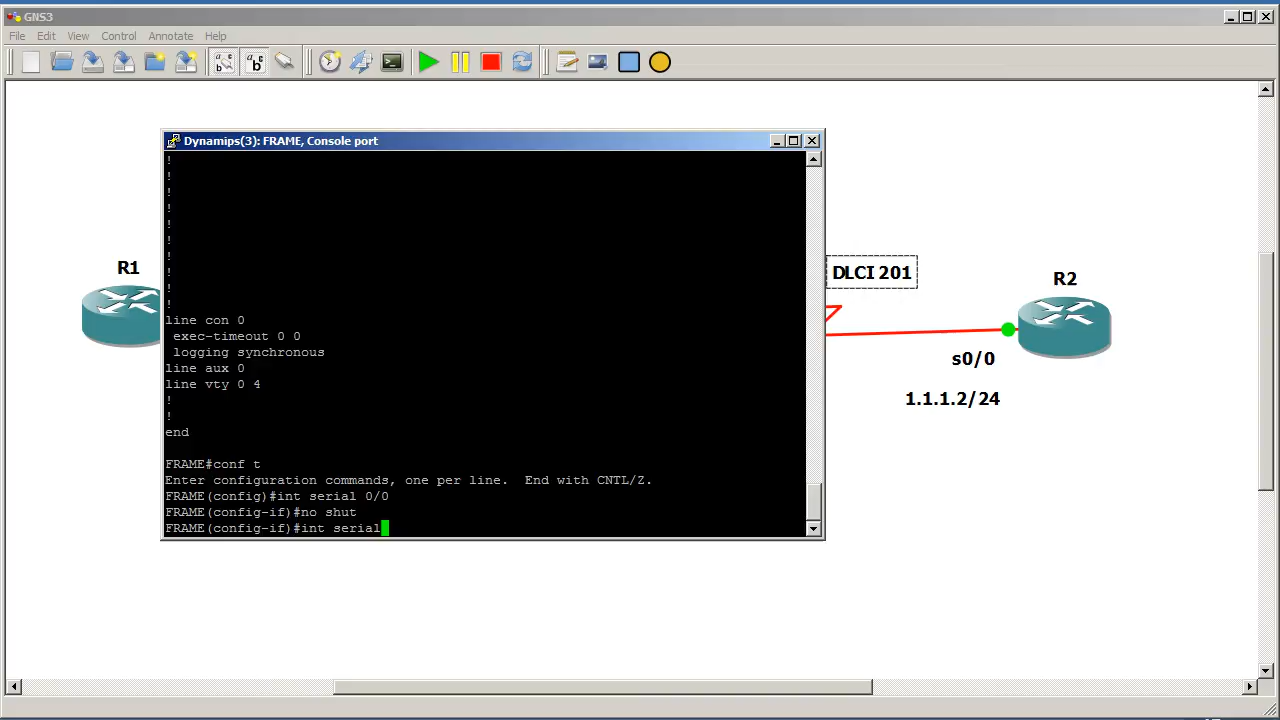 GNS3
File Edit View Control Annotate Help
Dynamips(3): FRAME, Console port
!
!
!
!
!
!
!
!
!
!
line con 0
exec-timeout 0 0
logging synchronous
line aux 0
line vty 0 4
!
!
end
FRAME#conf t
Enter configuration commands, one per line. End with CNTL/Z.
FRAME(config)#int serial 0/0
FRAME(config-if)#no shut
FRAME(config-if)#int serial
R1
DLCI 201
R2
s0/0
1.1.1.2/24